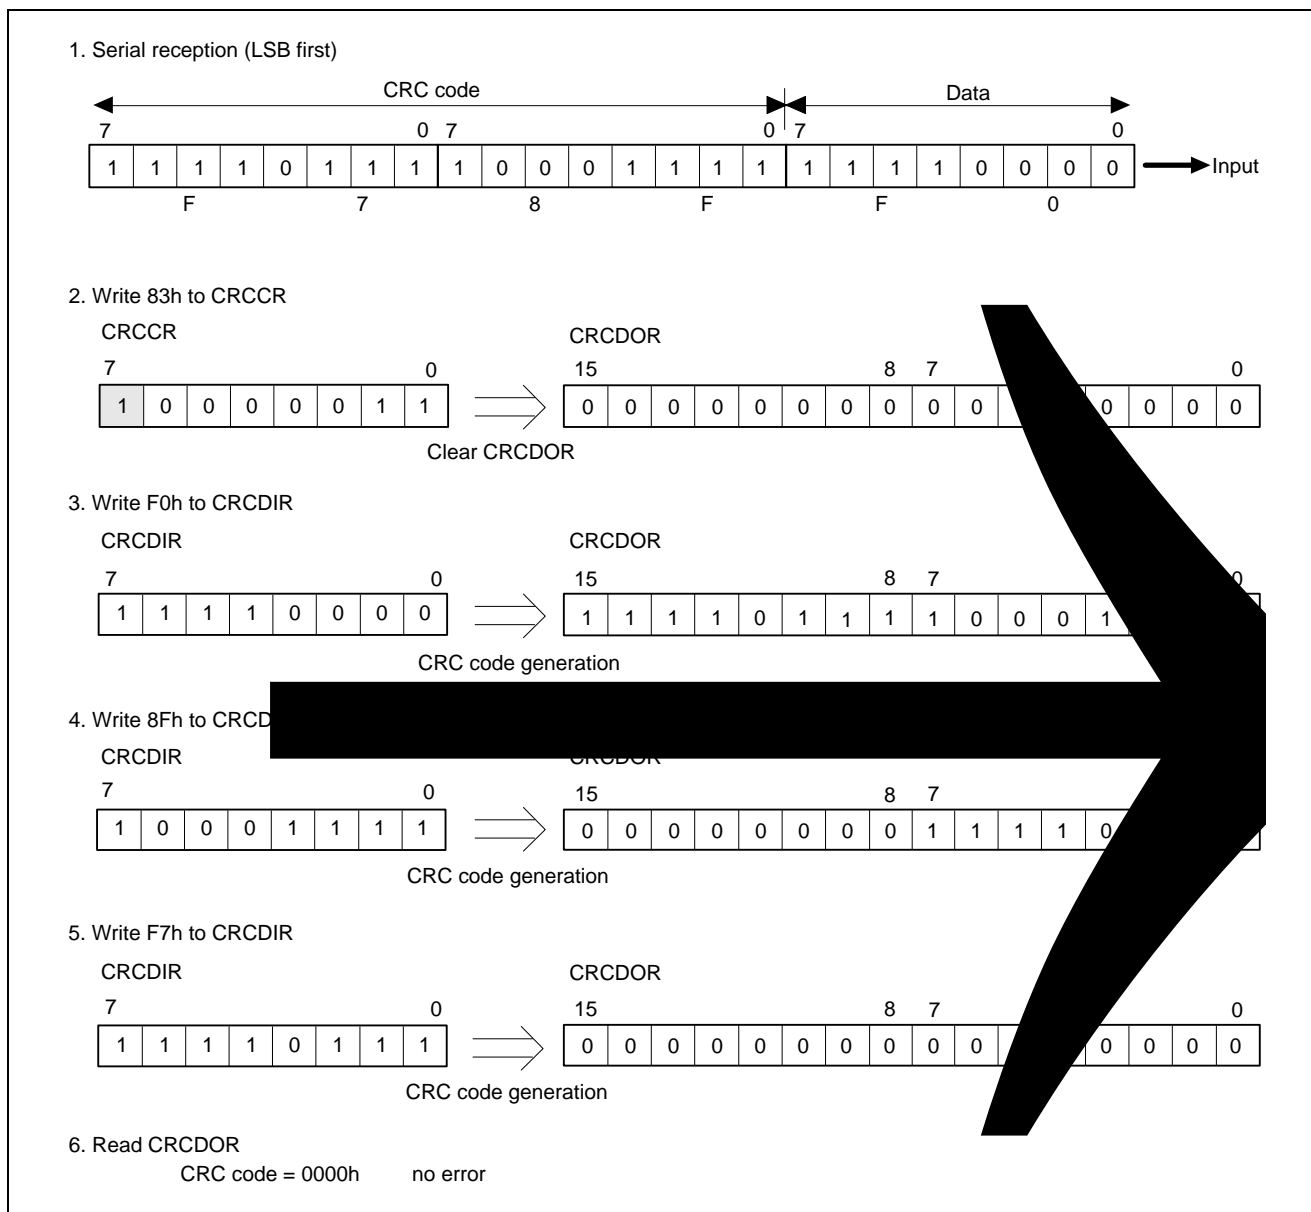 1. Serial reception (LSB first)
CRC code Data
7 0 7 0 7 0
1 1 1 1 0 1 1 1 1 0 0 0 1 1 1 1 1 1 1 1 0 0 0 0 Input
F 7 8 F F 0
2. Write 83h to CRCCR
CRCCR CRCDOR
7 0 15 8 7 0
1 0 0 0 0 0 1 1 0 0 0 0 0 0 0 0 0 0 0 0 0 0 0
Clear CRCDOR
3. Write F0h to CRCDIR
CRCDIR CRCDOR
7 0 15 8 7 0
1 1 1 1 0 0 0 0 1 1 1 1 0 1 1 1 1 0 0 0 1
CRC code generation
4. Write 8Fh to
CRCDIR CRCDOR
7 0 15 8 7
1 0 0 0 1 1 1 1 0 0 0 0 0 0 0 0 1 1 1 1 0
CRC code generation
5. Write F7h to CRCDIR
CRCDIR CRCDOR
7 0 15 8 7 0
1 1 1 1 0 1 1 1 0 0 0 0 0 0 0 0 0 0 0 0 0 0
CRC code generation
6. Read CRCDOR
CRC code = 0000h no error